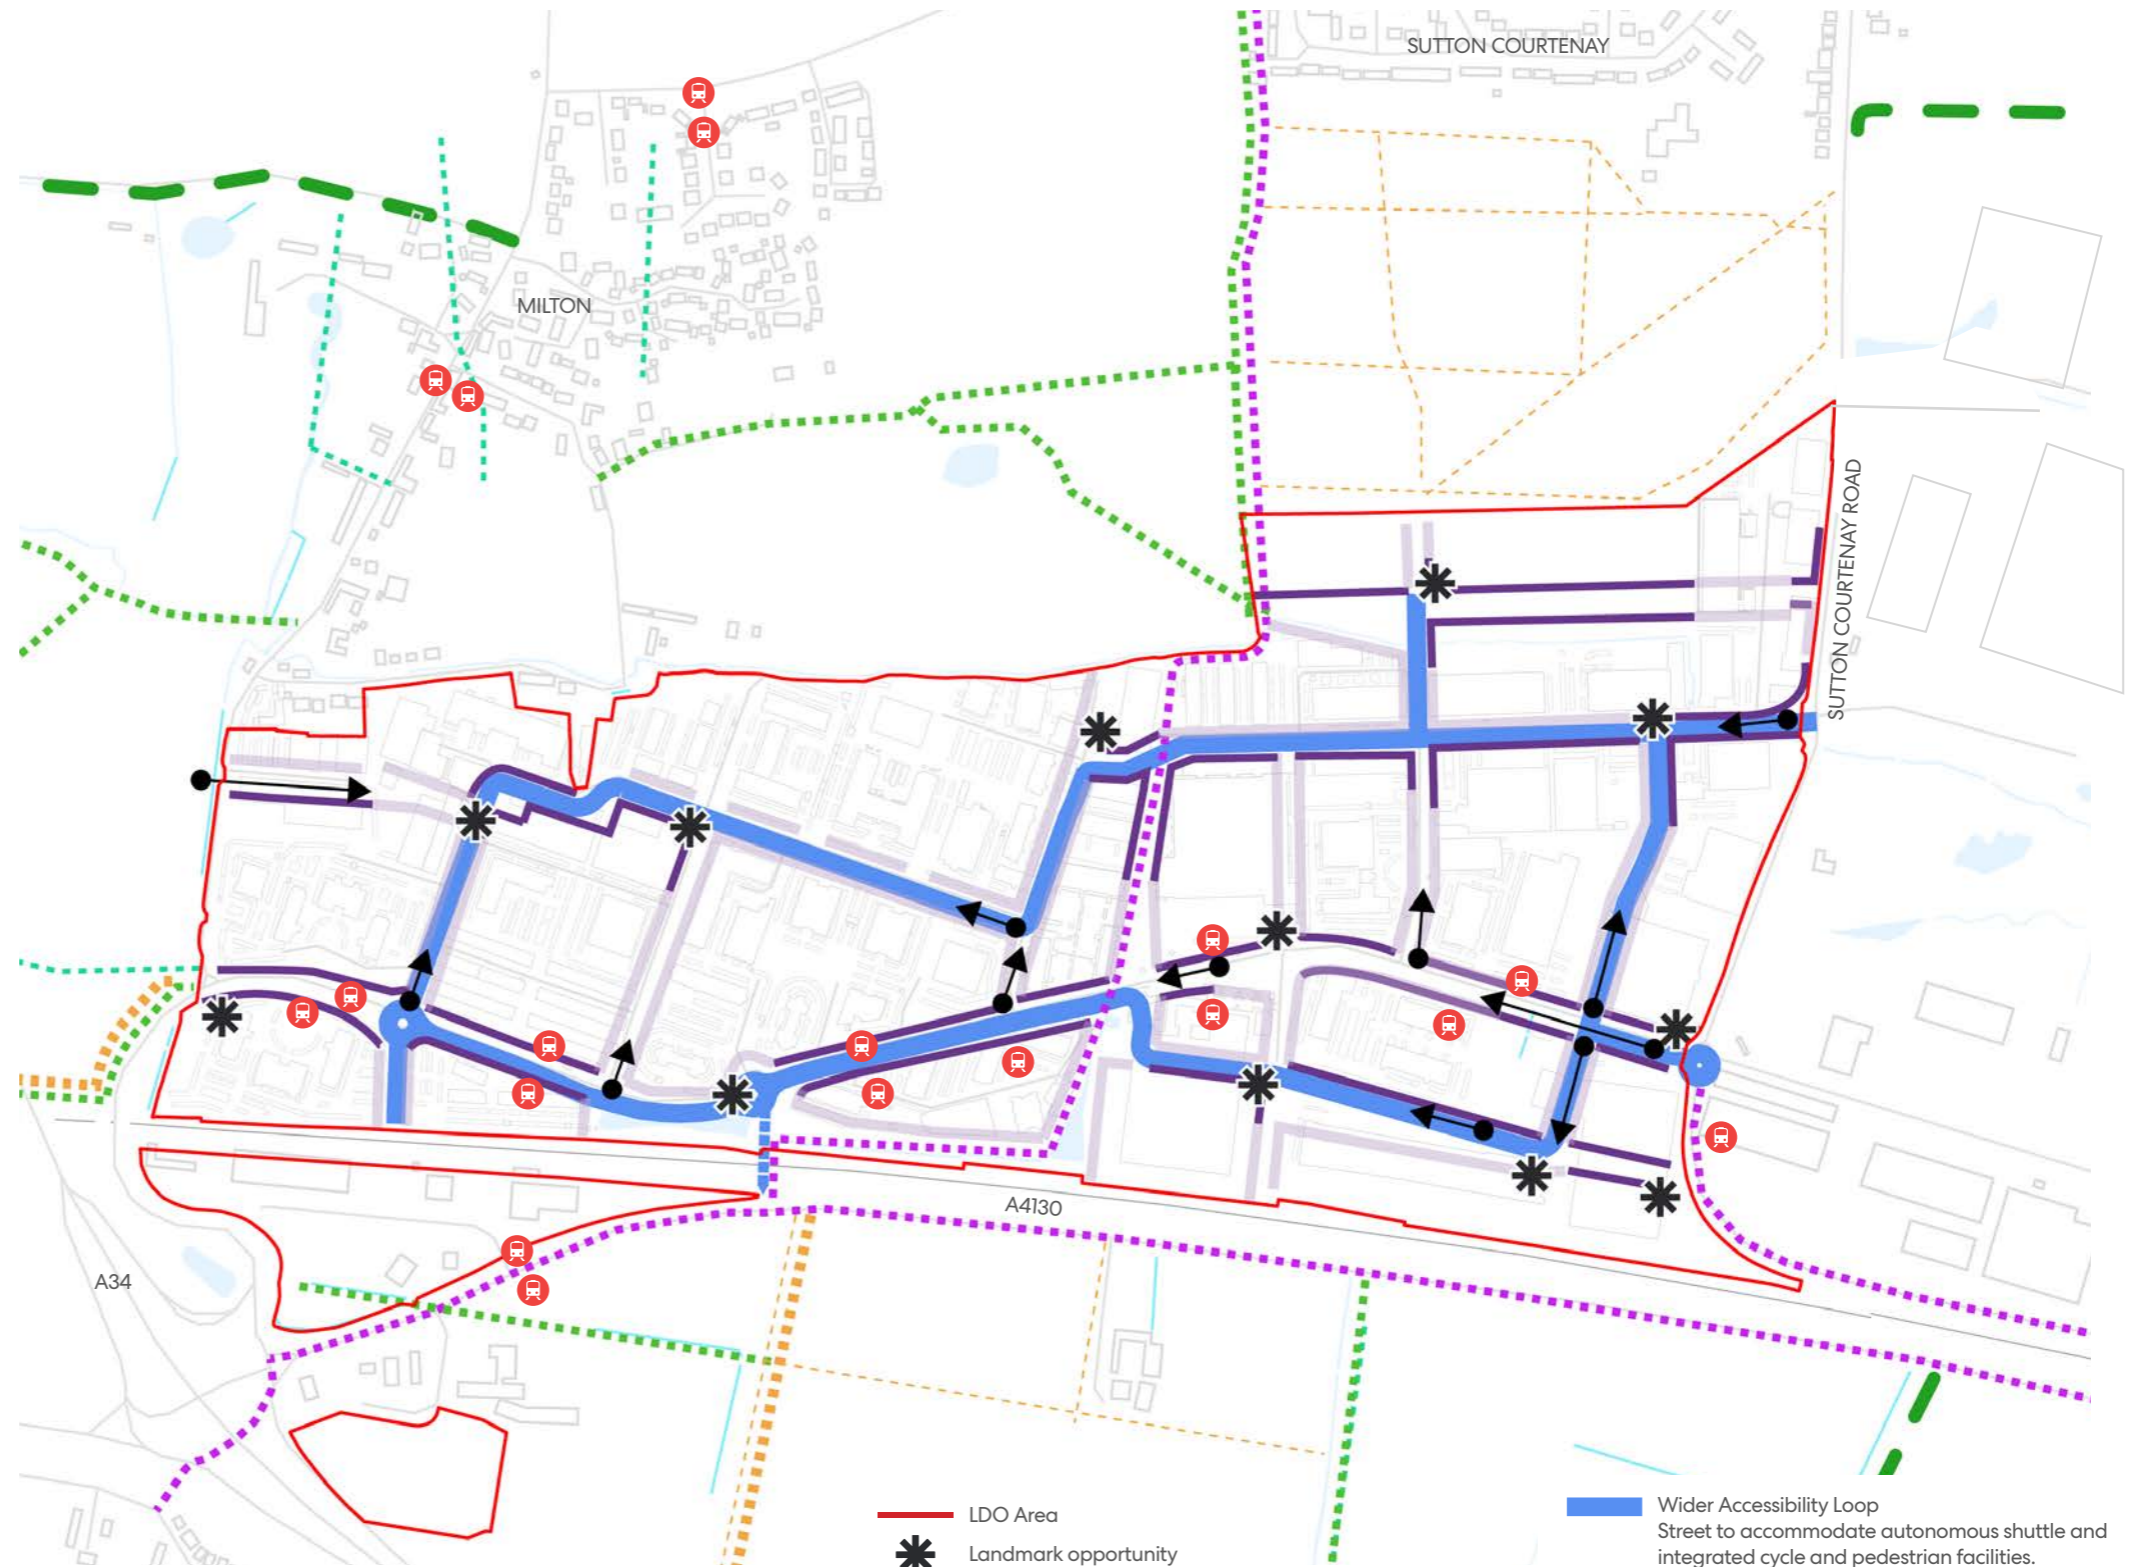 SUTTON COURTENAY
MILTON
SUTTON COURTENAY ROAD
A4130
A34
LDO Area
Landmark opportunity
Wider Accessibility Loop
Street to accommodate autonomous shuttle and
integrated cycle and pedestrian facilities.